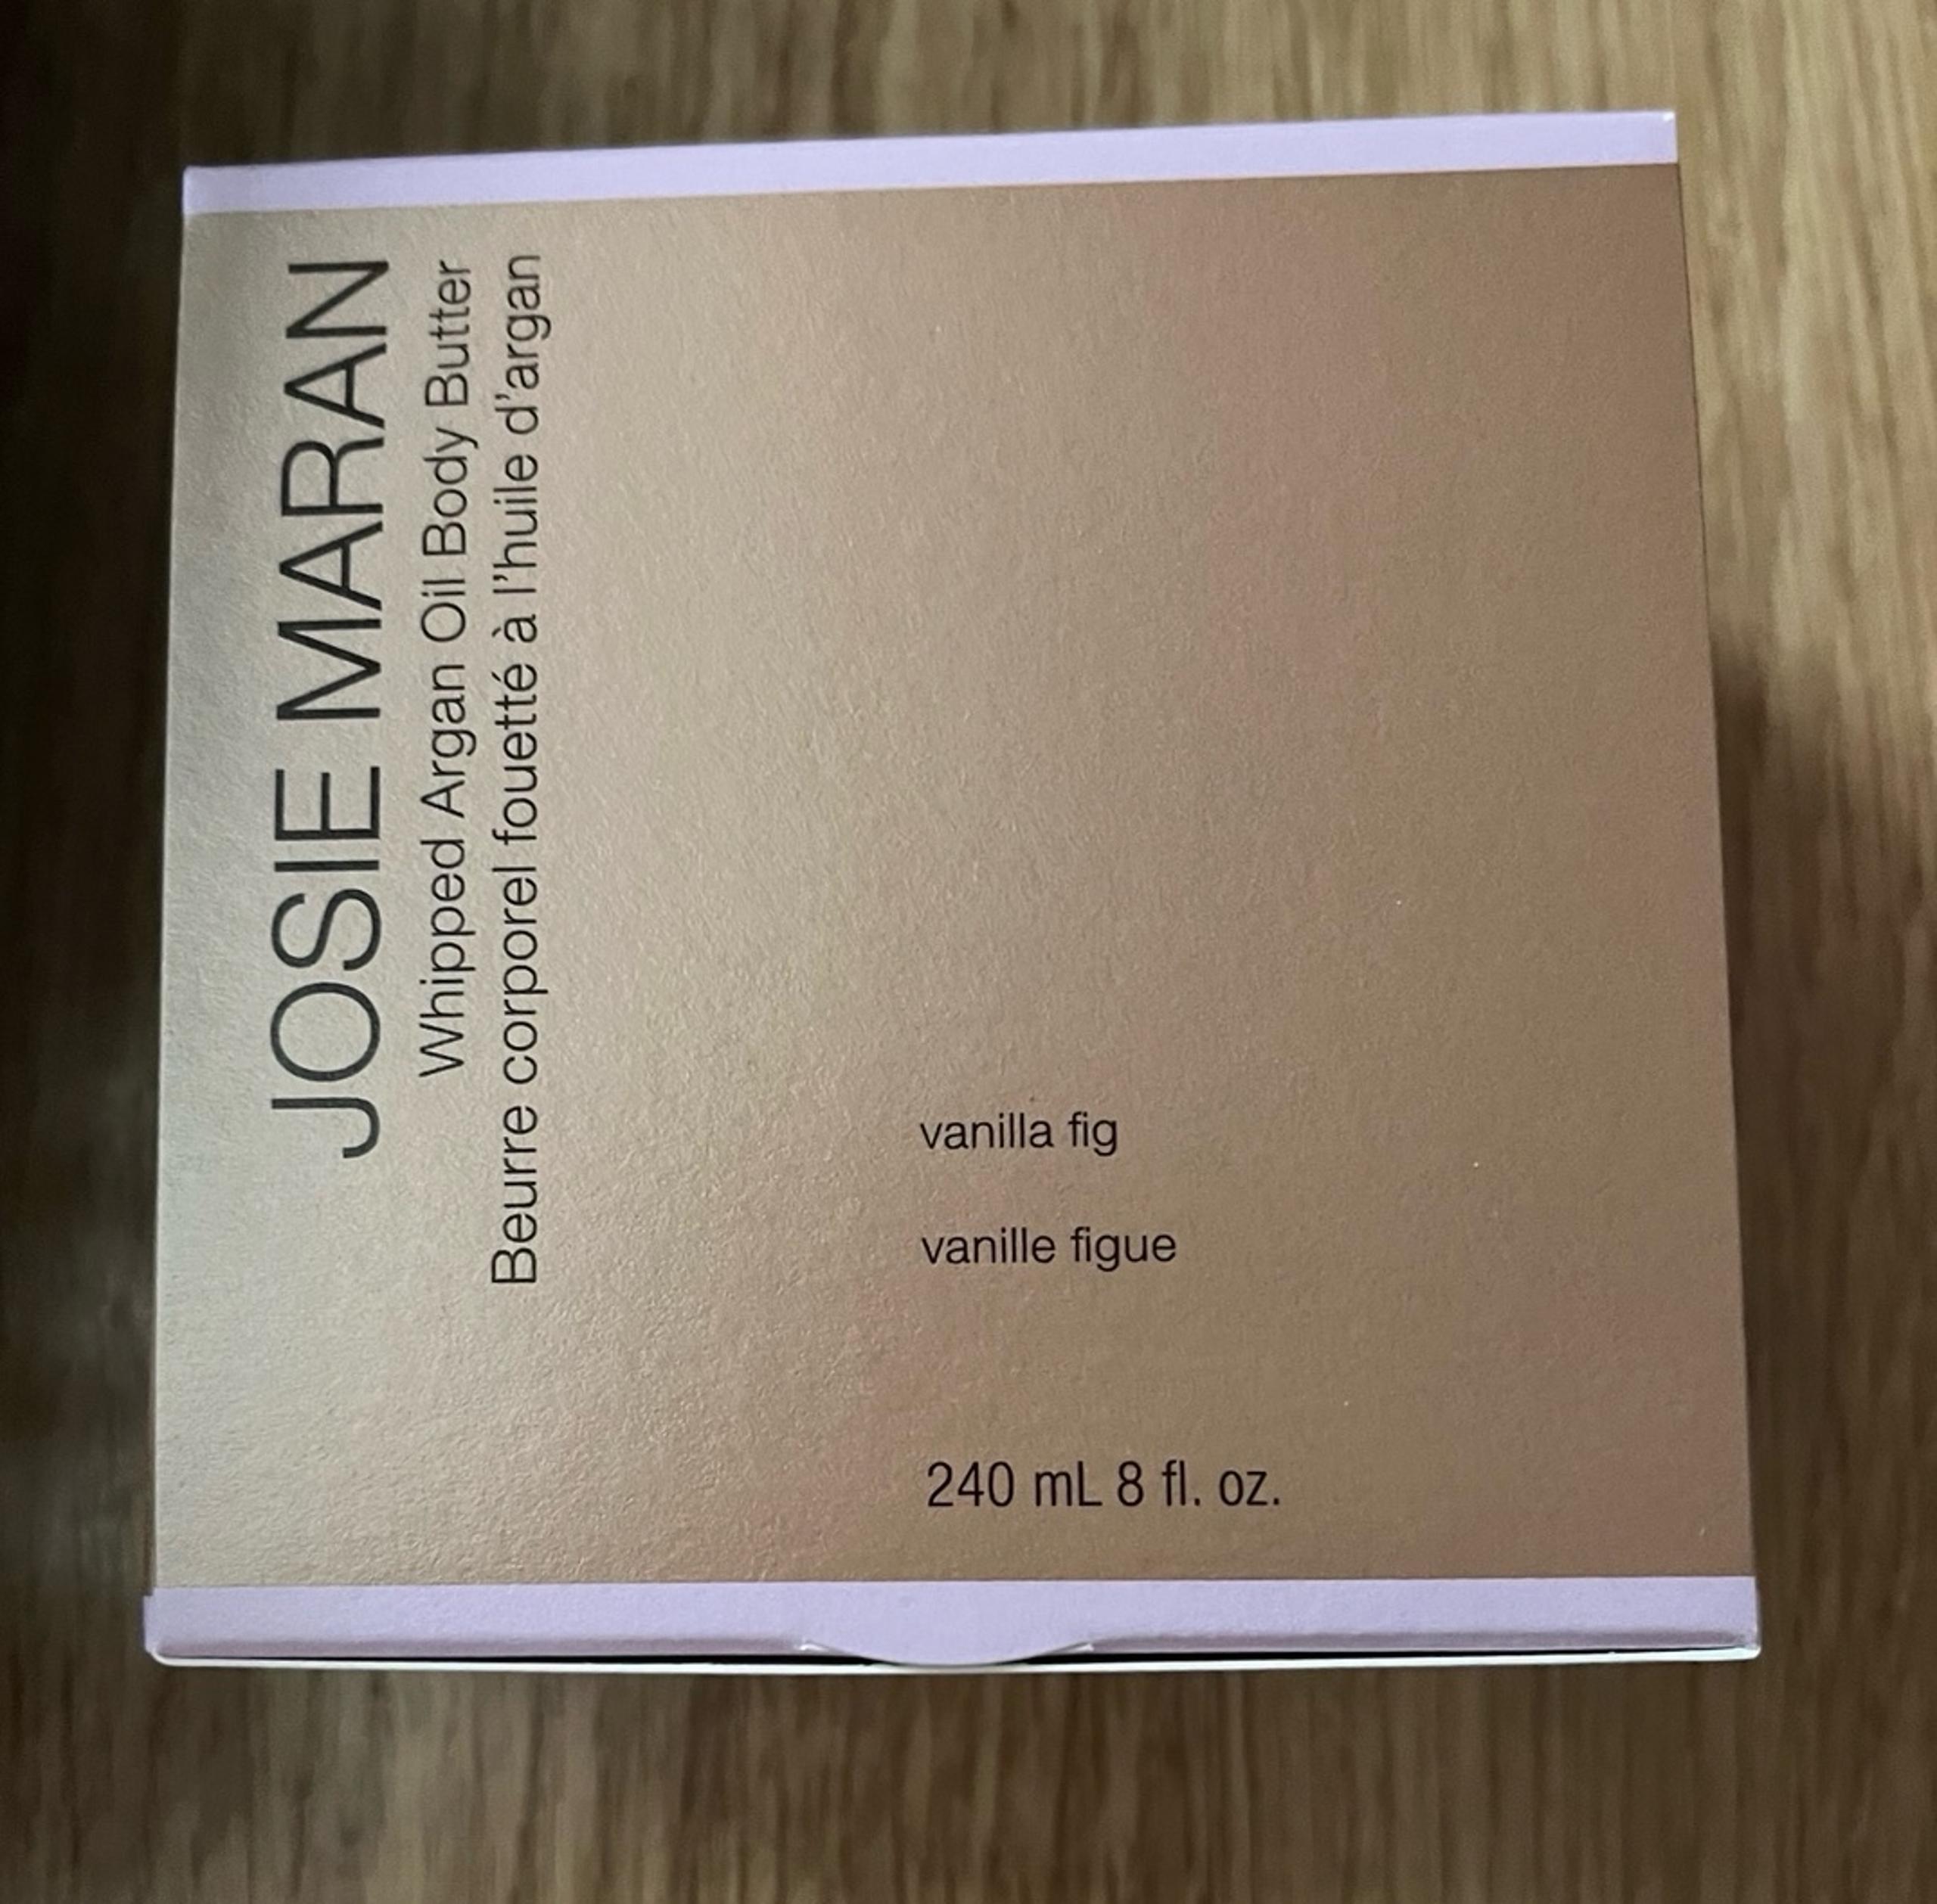 JOSIE MARAN
Whipped Argan Oil Body Butter
Beurre corporel fouetté à l'huile d'argan
vanilla fig
vanille figue
240 mL 8 fl. oz.